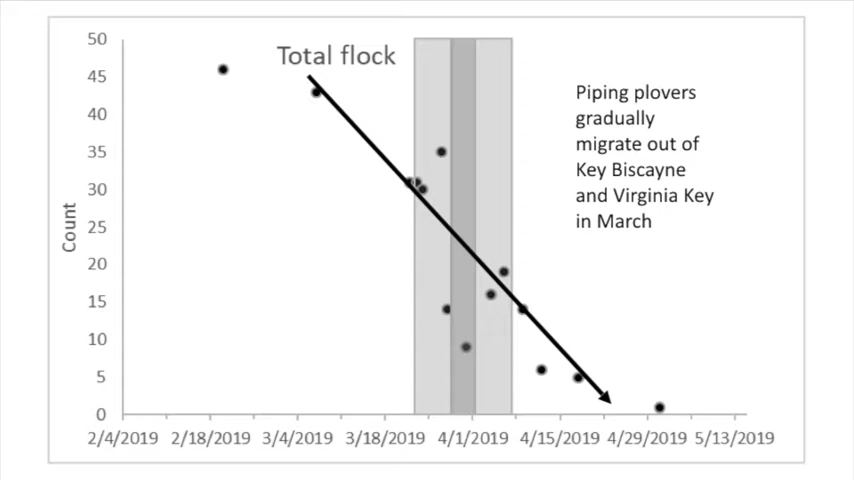 50
Total flock
45
40
35
30
25
20
15
10
5
0
Count
2/4/2019 2/18/2019 3/4/2019 3/18/2019 4/1/2019 4/15/2019 4/29/2019 5/13/2019
Piping plovers
gradually
migrate out of
Key Biscayne
and Virginia Key
in March